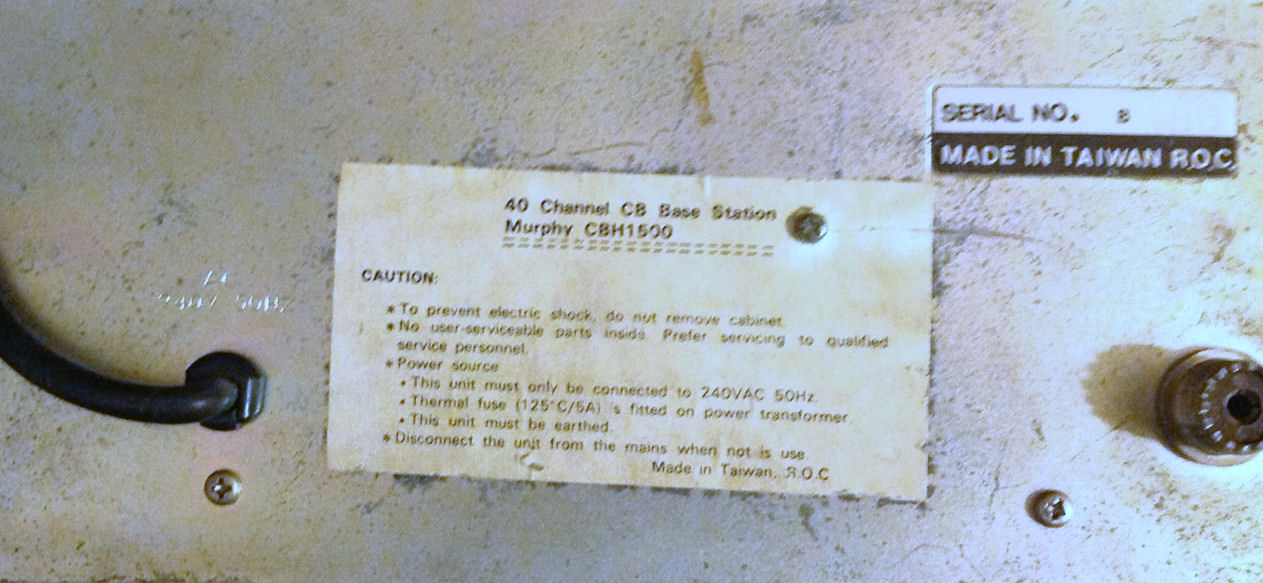 SERIAL NO. B
MADE IN TAIWAN R.O.C.
40 Channel CB Base Station
Murphy CBH1500
CAUTION:
* To prevent electric shock, do not remove cabinet.
* No user-serviceable parts inside. Prefer servicing to qualified
service personnel.
* Power source
• This unit must only be connected to 240VAC 50Hz.
• Thermal fuse (125°C/5A) is fitted on power transformer.
• This unit must be earthed.
* Disconnect the unit from the mains when not is use.
Made in Taiwan, R.O.C
AC
50Hz